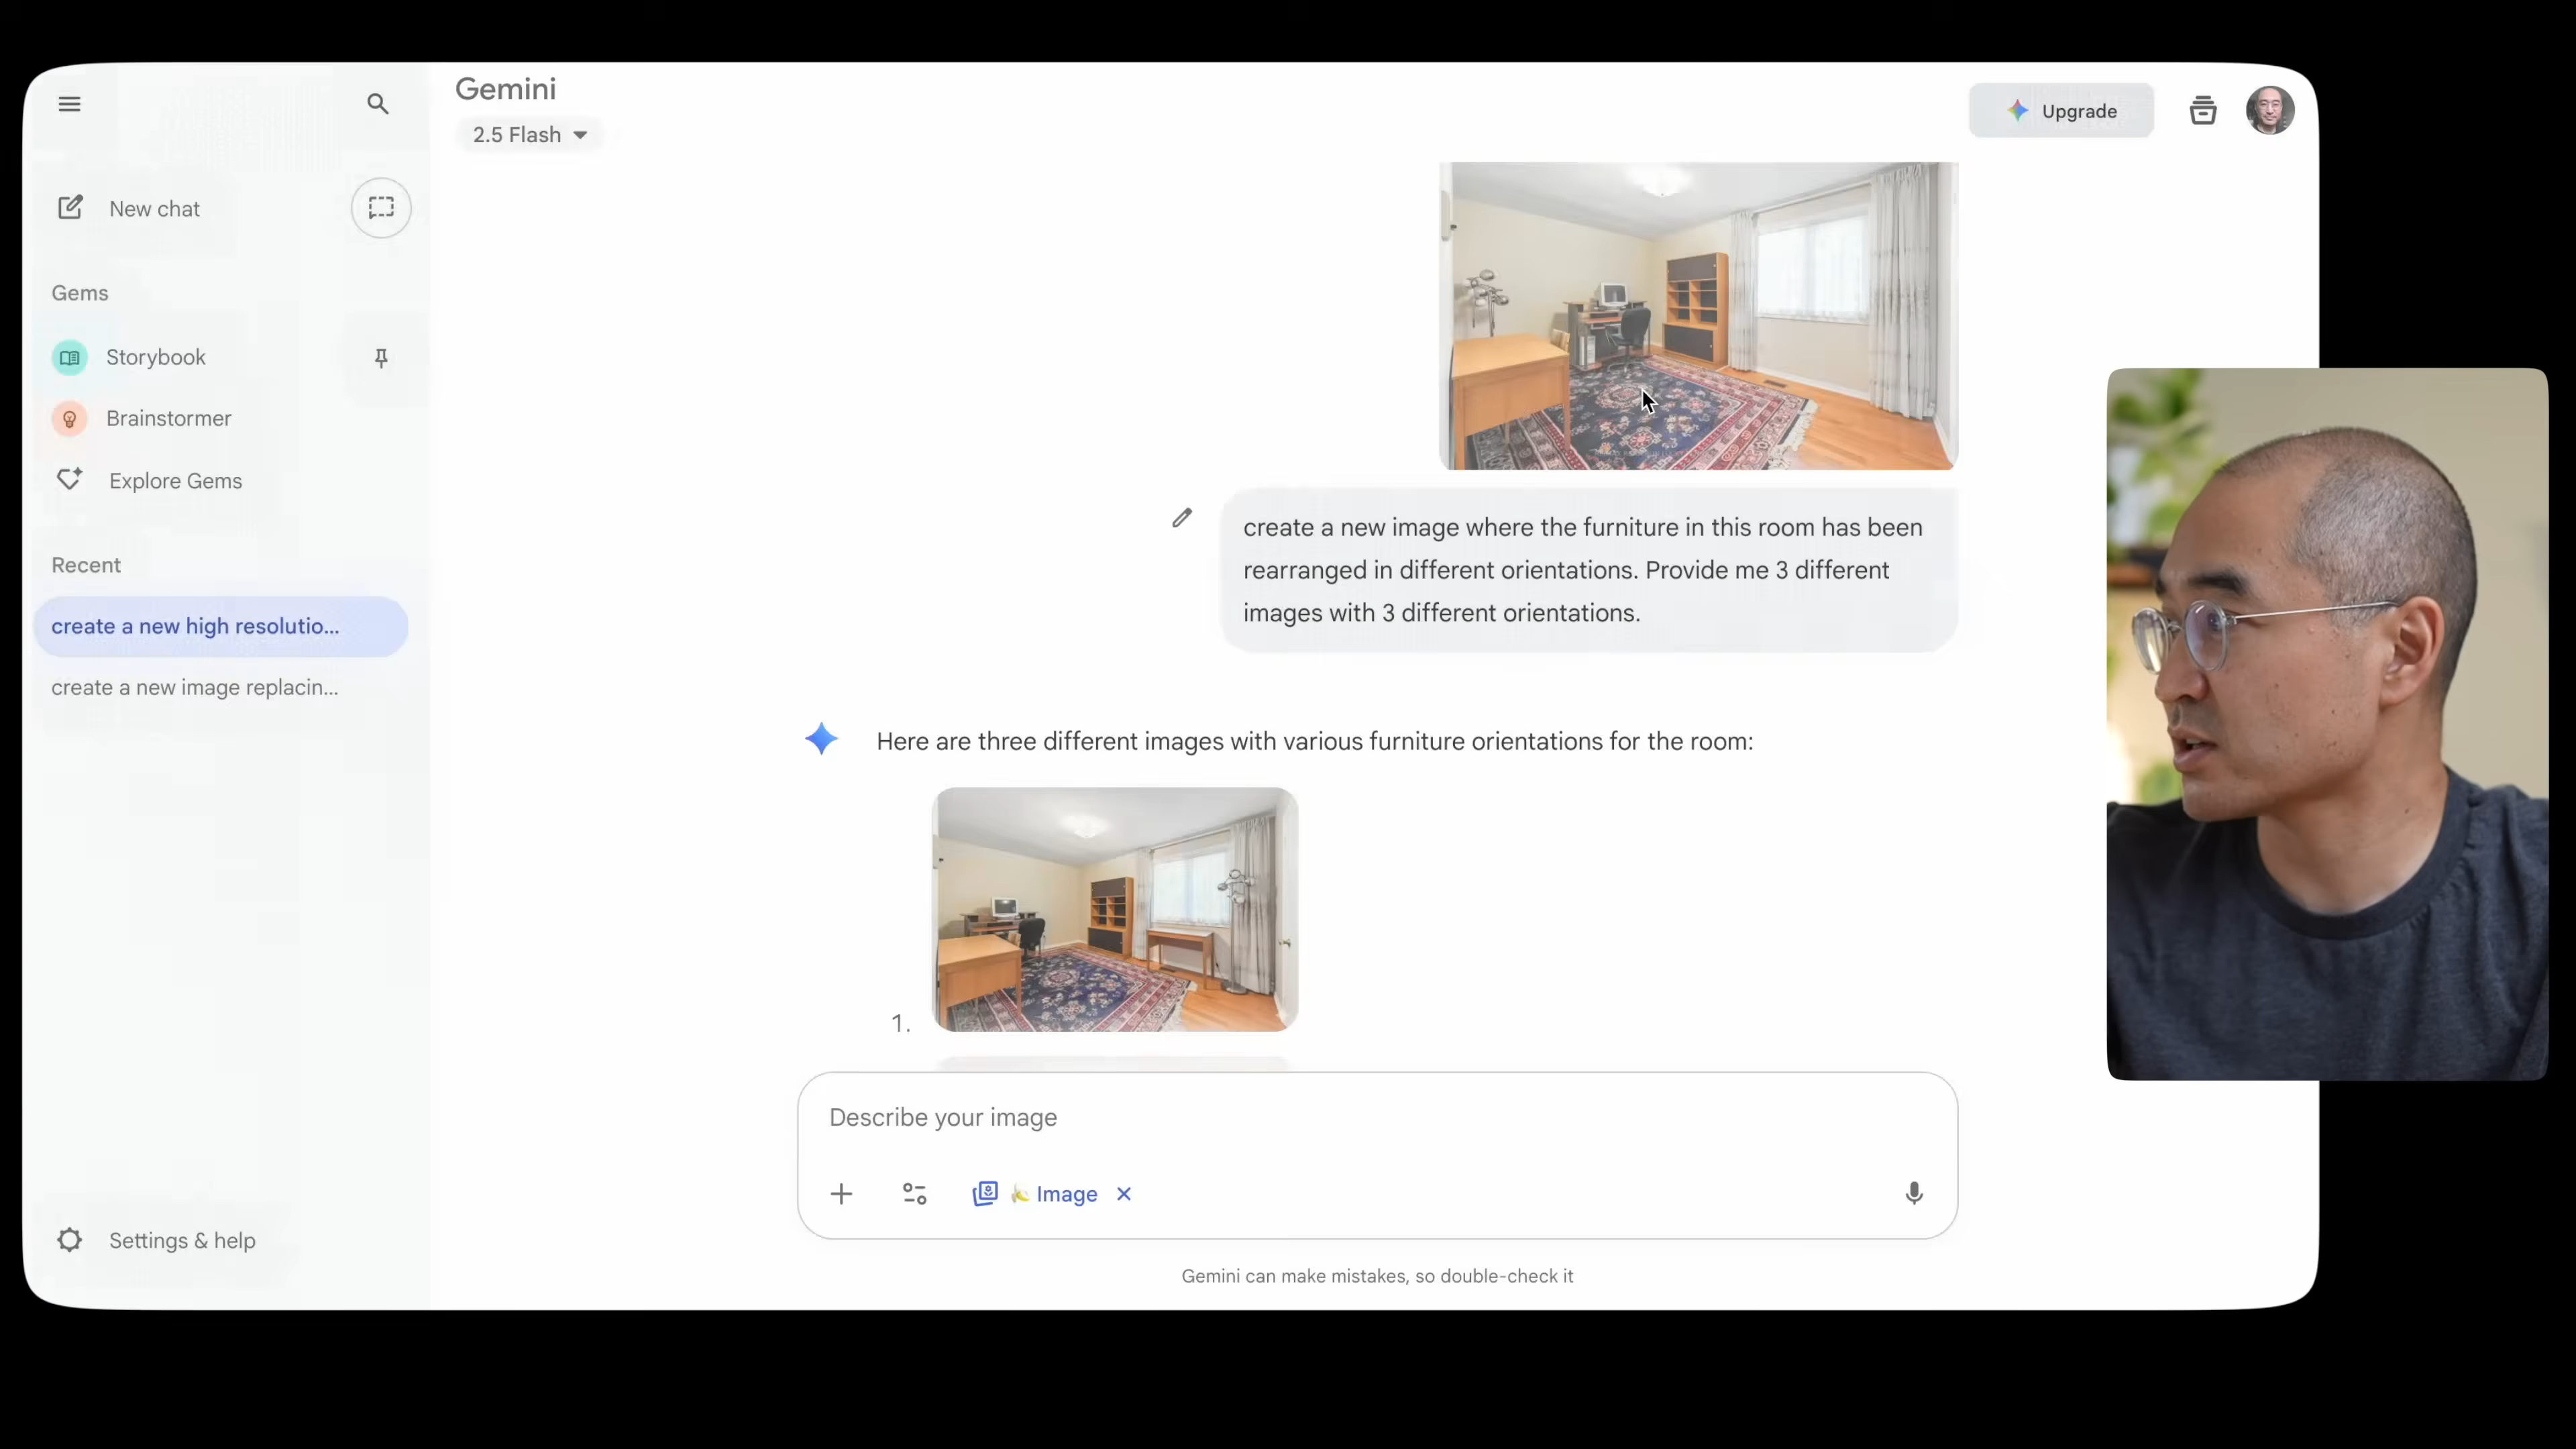 Gemini
2.5 Flash
Upgrade
New chat
Gems
Storybook
Brainstormer
Explore Gems
Recent
create a new high resolutio...
create a new image replacin...
Settings & help
create a new image where the furniture in this room has been
rearranged in different orientations. Provide me 3 different
images with 3 different orientations.
Here are three different images with various furniture orientations for the room:
1.
Describe your image
Image
Gemini can make mistakes, so double-check it